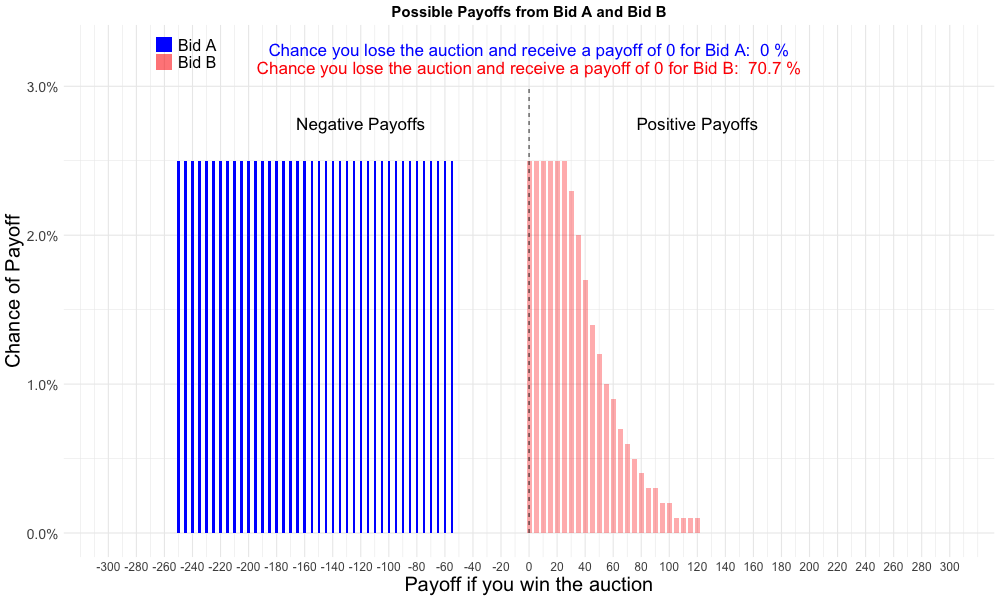 Possible Payoffs from Bid A and Bid B
Bid A
Bid B
Chance you lose the auction and receive a payoff of 0 for Bid A:  0 %
Chance you lose the auction and receive a payoff of 0 for Bid B:  70.7 %
3.0%
Negative Payoffs
Positive Payoffs
2.0%
1.0%
0.0%
Chance of Payoff
-300 -280 -260 -240 -220 -200 -180 -160 -140 -120 -100 -80 -60 -40 -20 0 20 40 60 80 100 120 140 160 180 200 220 240 260 280 300
Payoff if you win the auction